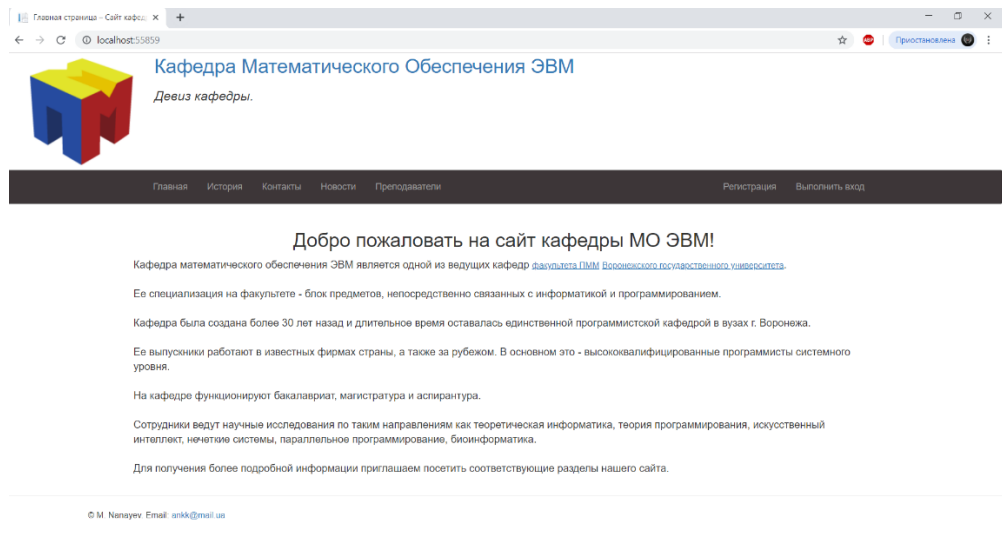 Главная страница – Сайт кафед
localhost:55859
ABP
Приостановлена
Кафедра Математического Обеспечения ЭВМ
Девиз кафедры.
Главная История Контакты Новости Преподаватели Регистрация Выполнить вход
Добро пожаловать на сайт кафедры МО ЭВМ!
Кафедра математического обеспечения ЭВМ является одной из ведущих кафедр факультета ПММ Воронежского государственного университета.
Ее специализация на факультете - блок предметов, непосредственно связанных с информатикой и программированием.
Кафедра была создана более 30 лет назад и длительное время оставалась единственной программистской кафедрой в вузах г. Воронежа.
Ее выпускники работают в известных фирмах страны, а также за рубежом. В основном это - высококвалифицированные программисты системного
уровня.
На кафедре функционируют бакалавриат, магистратура и аспирантура.
Сотрудники ведут научные исследования по таким направлениям как теоретическая информатика, теория программирования, искусственный
интеллект, нечеткие системы, параллельное программирование, биоинформатика.
Для получения более подробной информации приглашаем посетить соответствующие разделы нашего сайта.
© M. Nanayev. Email: ankk@mail.ua